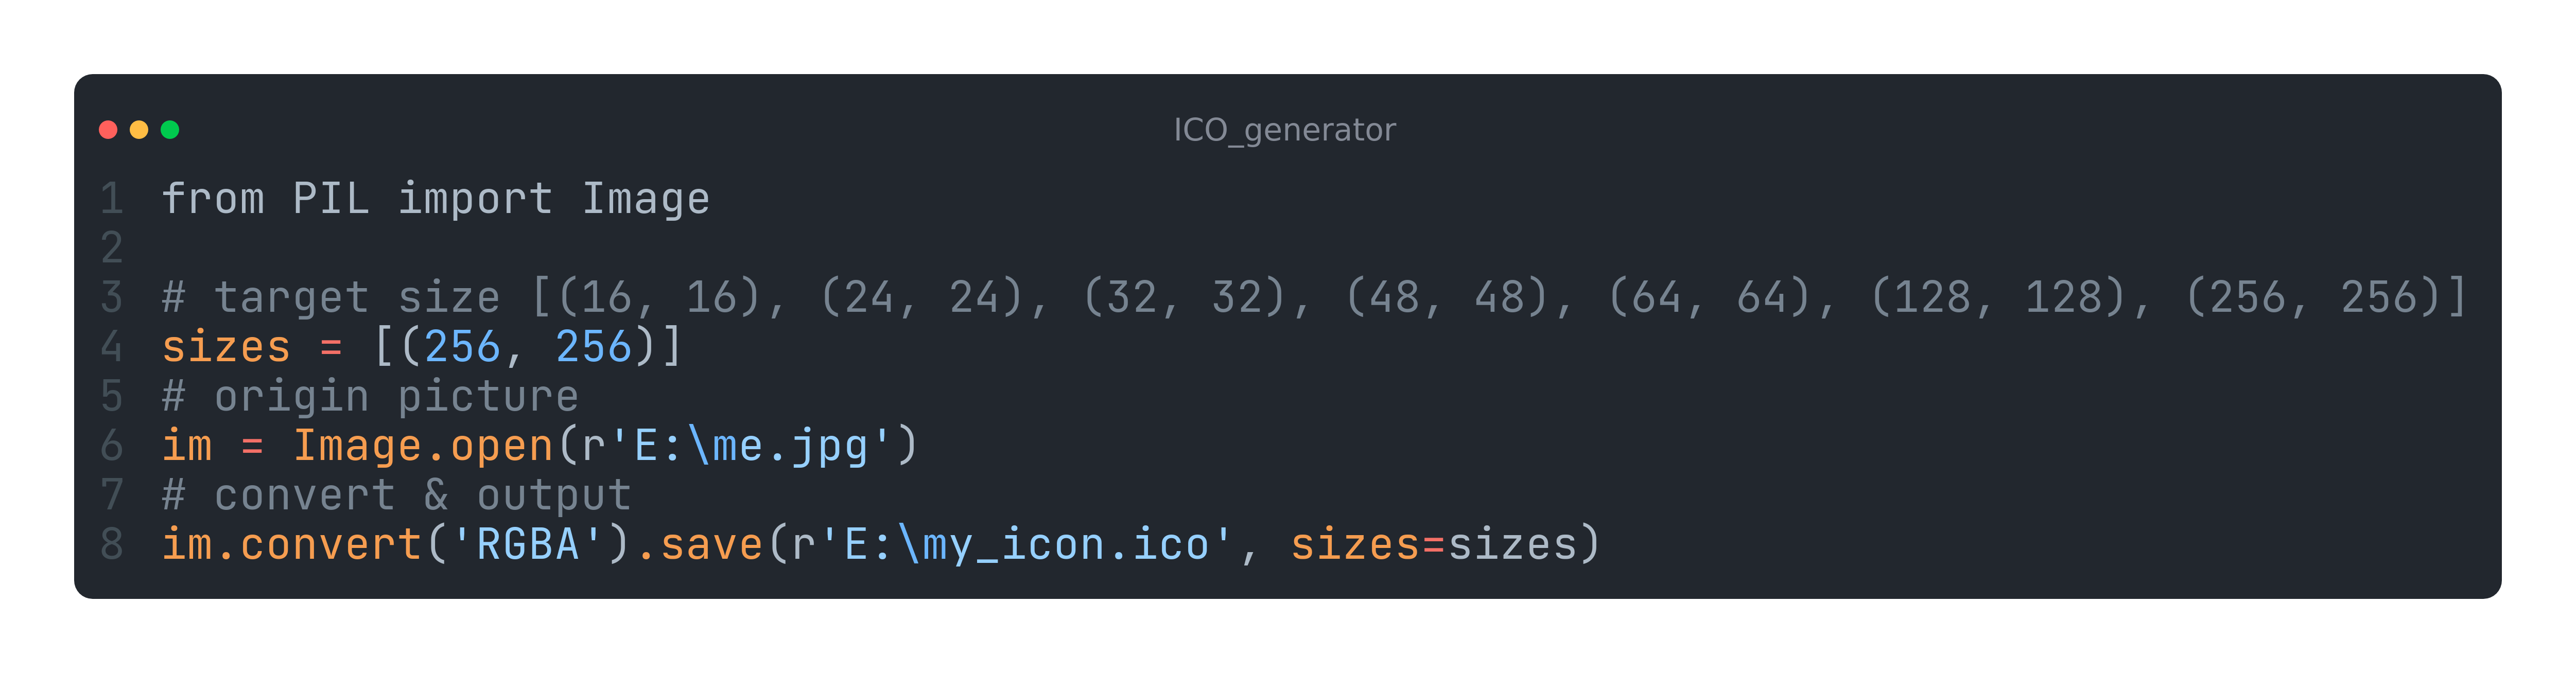 ICO_generator
1 from PIL import Image
2
3 # target size [(16, 16), (24, 24), (32, 32), (48, 48), (64, 64), (128, 128), (256, 256)]
4 sizes = [(256, 256)]
5 # origin picture
6 im = Image.open(r'E:\me.jpg')
7 # convert & output
8 im.convert('RGBA').save(r'E:\my_icon.ico', sizes=sizes)